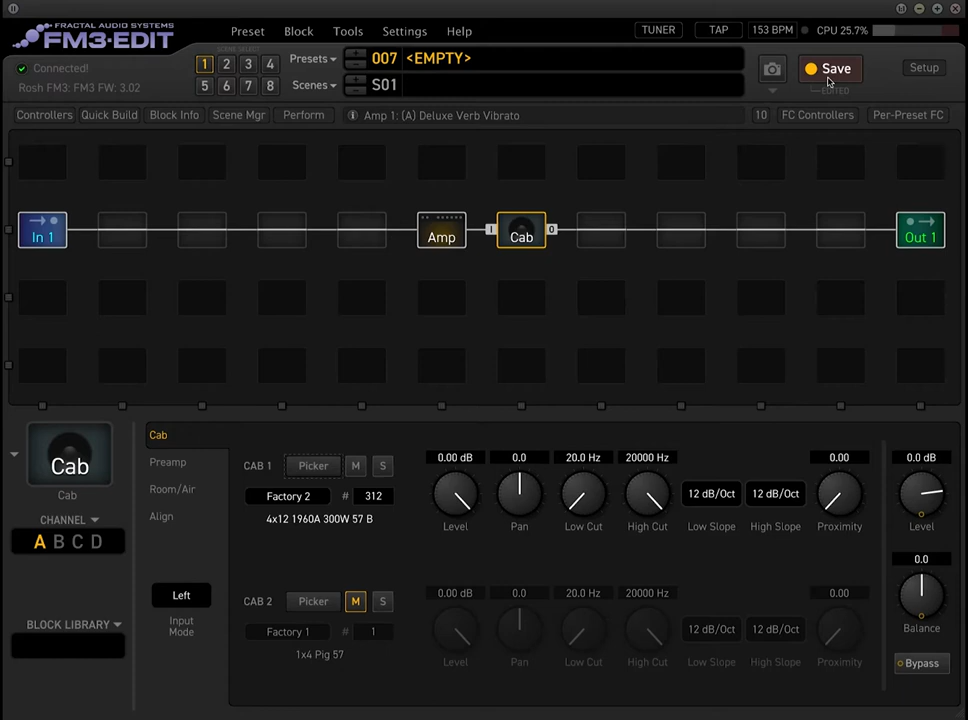 FRACTAL AUDIO SYSTEMS
FM3-EDIT
Preset Block Tools Settings Help
TUNER TAP 153 BPM CPU 25.7%
SCENE SELECT
1 2 3 4
5 6 7 8
Presets 007 <EMPTY>
Scenes S01
Connected!
Rosh FM3: FM3 FW: 3.02
Save
EDITED
Setup
Controllers Quick Build Block Info Scene Mgr Perform
Amp 1: (A) Deluxe Verb Vibrato
10 FC Controllers Per-Preset FC
In 1 Amp I Cab O Out 1
Cab
Cab
CHANNEL
A B C D
BLOCK LIBRARY
Cab
Preamp
Room/Air
Align
Left
Input
Mode
CAB 1 Picker M S
Factory 2 # 312
4x12 1960A 300W 57 B
0.00 dB 0.0 20.0 Hz 20000 Hz 12 dB/Oct 12 dB/Oct 0.00
Level Pan Low Cut High Cut Low Slope High Slope Proximity
CAB 2 Picker M S
Factory 1 # 1
1x4 Pig 57
0.00 dB 0.0 20.0 Hz 20000 Hz 12 dB/Oct 12 dB/Oct 0.00
Level Pan Low Cut High Cut Low Slope High Slope Proximity
0.0 dB
Level
0.0
Balance
Bypass